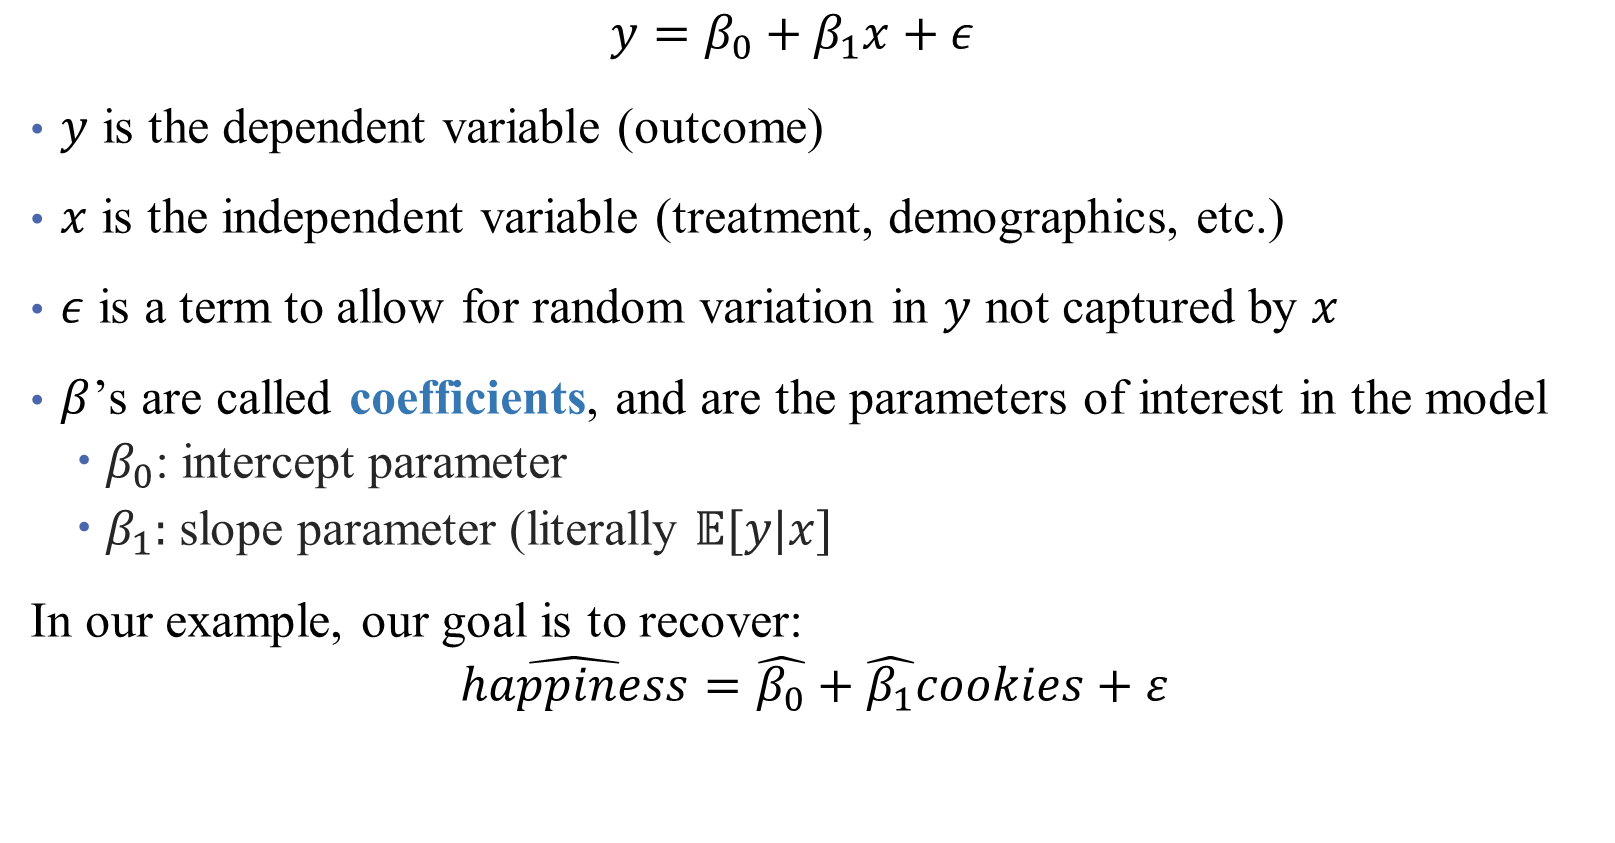 𝑦 = 𝛽₀ + 𝛽₁𝑥 + 𝜖
• 𝑦 is the dependent variable (outcome)
• 𝑥 is the independent variable (treatment, demographics, etc.)
• 𝜖 is a term to allow for random variation in 𝑦 not captured by 𝑥
• 𝛽’s are called coefficients, and are the parameters of interest in the model
• 𝛽₀: intercept parameter
• 𝛽₁: slope parameter (literally 𝔼[𝑦|𝑥]
In our example, our goal is to recover:
ℎ𝑎𝑝𝑝𝑖𝑛𝑒𝑠𝑠̂ = 𝛽₀̂ + 𝛽₁̂𝑐𝑜𝑜𝑘𝑖𝑒𝑠 + 𝜀